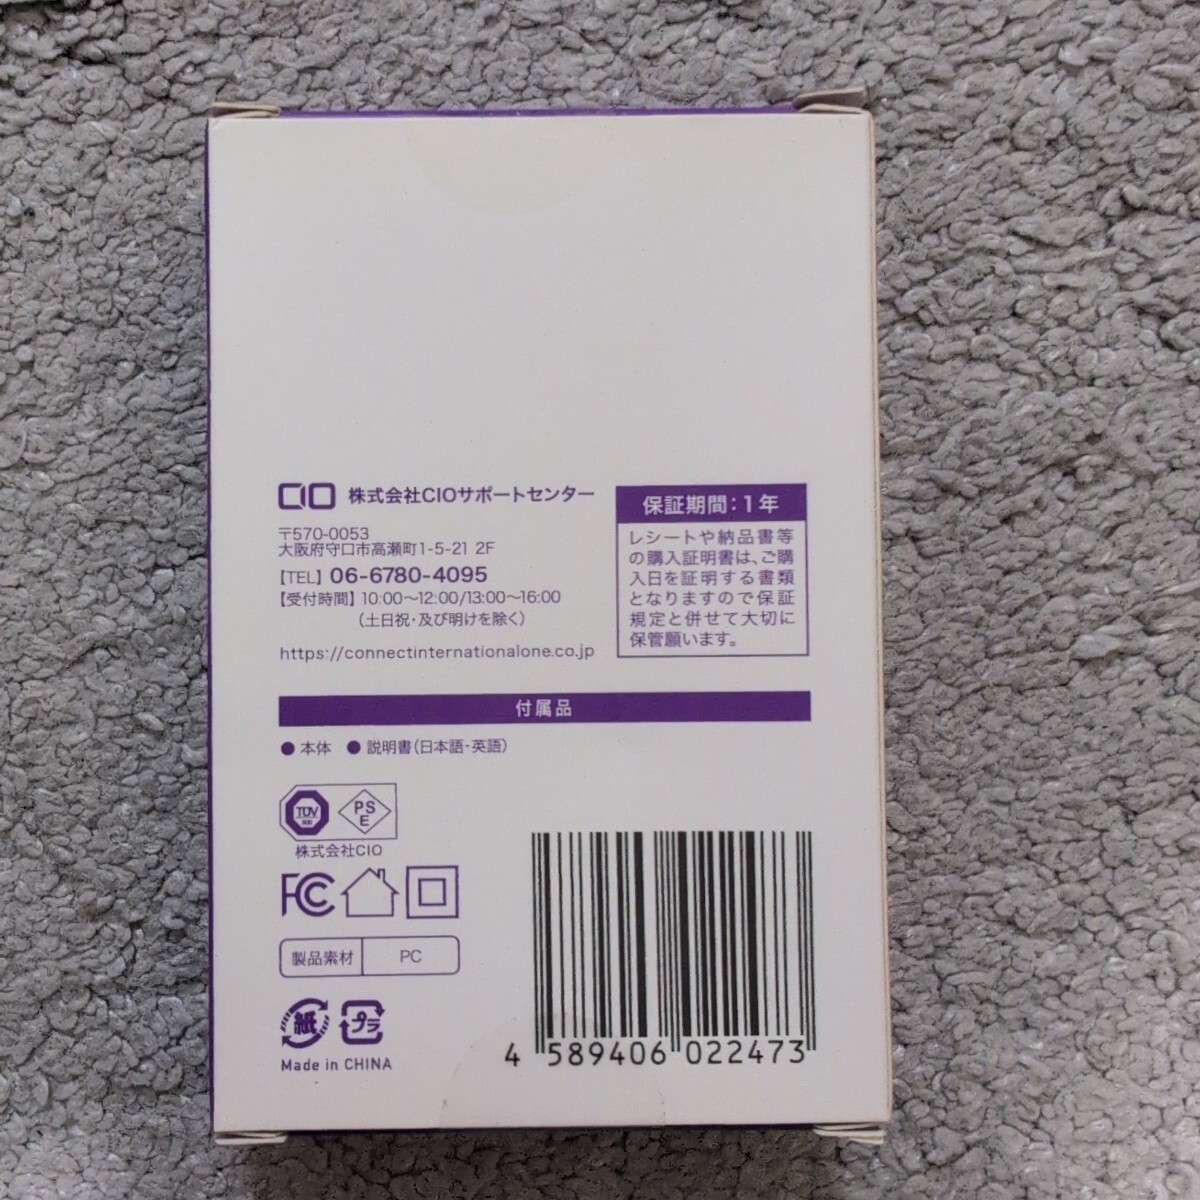 CIO 株式会社CIOサポートセンター
〒570-0053
大阪府守口市高瀬町1-5-21 2F
【TEL】06-6780-4095
【受付時間】10:00〜12:00/13:00〜16:00
（土日祝・及び明けを除く）
https://connectinternationalone.co.jp
保証期間：1年
レシートや納品書等
の購入証明書は、ご購
入日を証明する書類
となりますので保証
規定と併せて大切に
保管願います。
付属品
● 本体 ● 説明書（日本語・英語）
TÜV PS
E
株式会社CIO
FC
製品素材 PC
紙 プラ
Made in CHINA
4 589406 022473